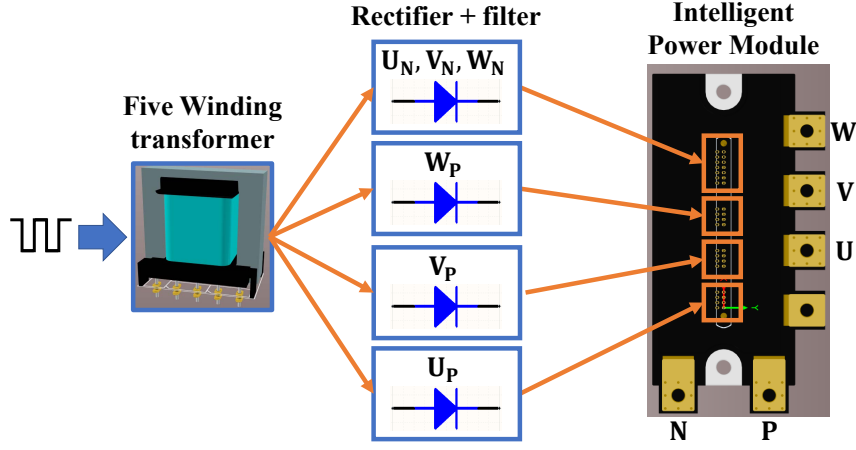 Rectifier + filter
Intelligent
Power Module
Five Winding
transformer
U_N, V_N, W_N
W_P
V_P
U_P
W
V
U
N
P
Y